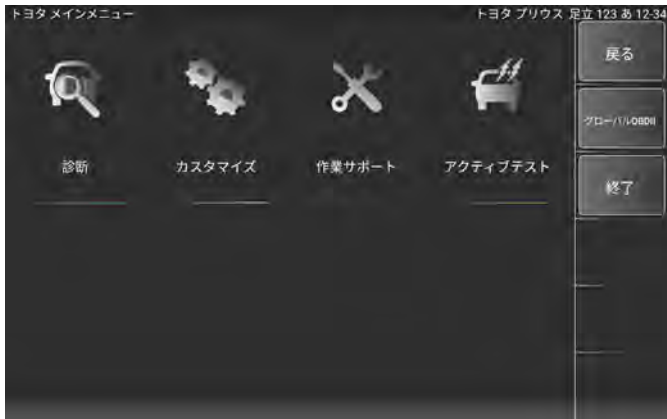 トヨタ メインメニュー
トヨタ プリウス 足立 123 あ 12-34
戻る
グローバルOBDII
診断
カスタマイズ
作業サポート
アクティブテスト
終了